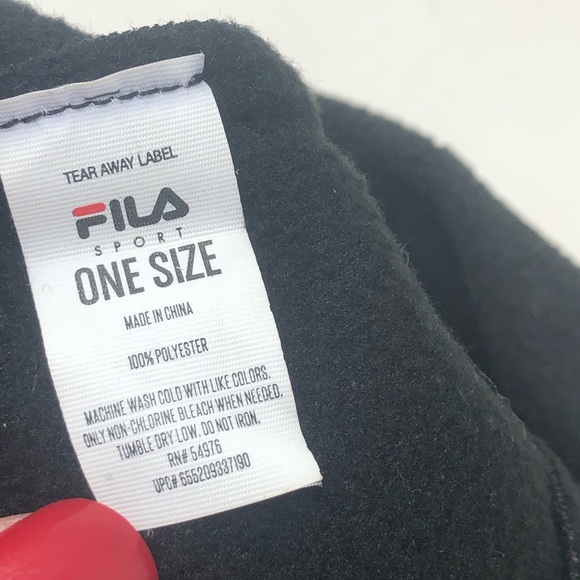 TEAR AWAY LABEL
FILA
SPORT
ONE SIZE
MADE IN CHINA
100% POLYESTER
MACHINE WASH COLD WITH LIKE COLORS.
ONLY NON-CHLORINE BLEACH WHEN NEEDED.
TUMBLE DRY LOW. DO NOT IRON.
RN# 54976
UPC# 655209337190